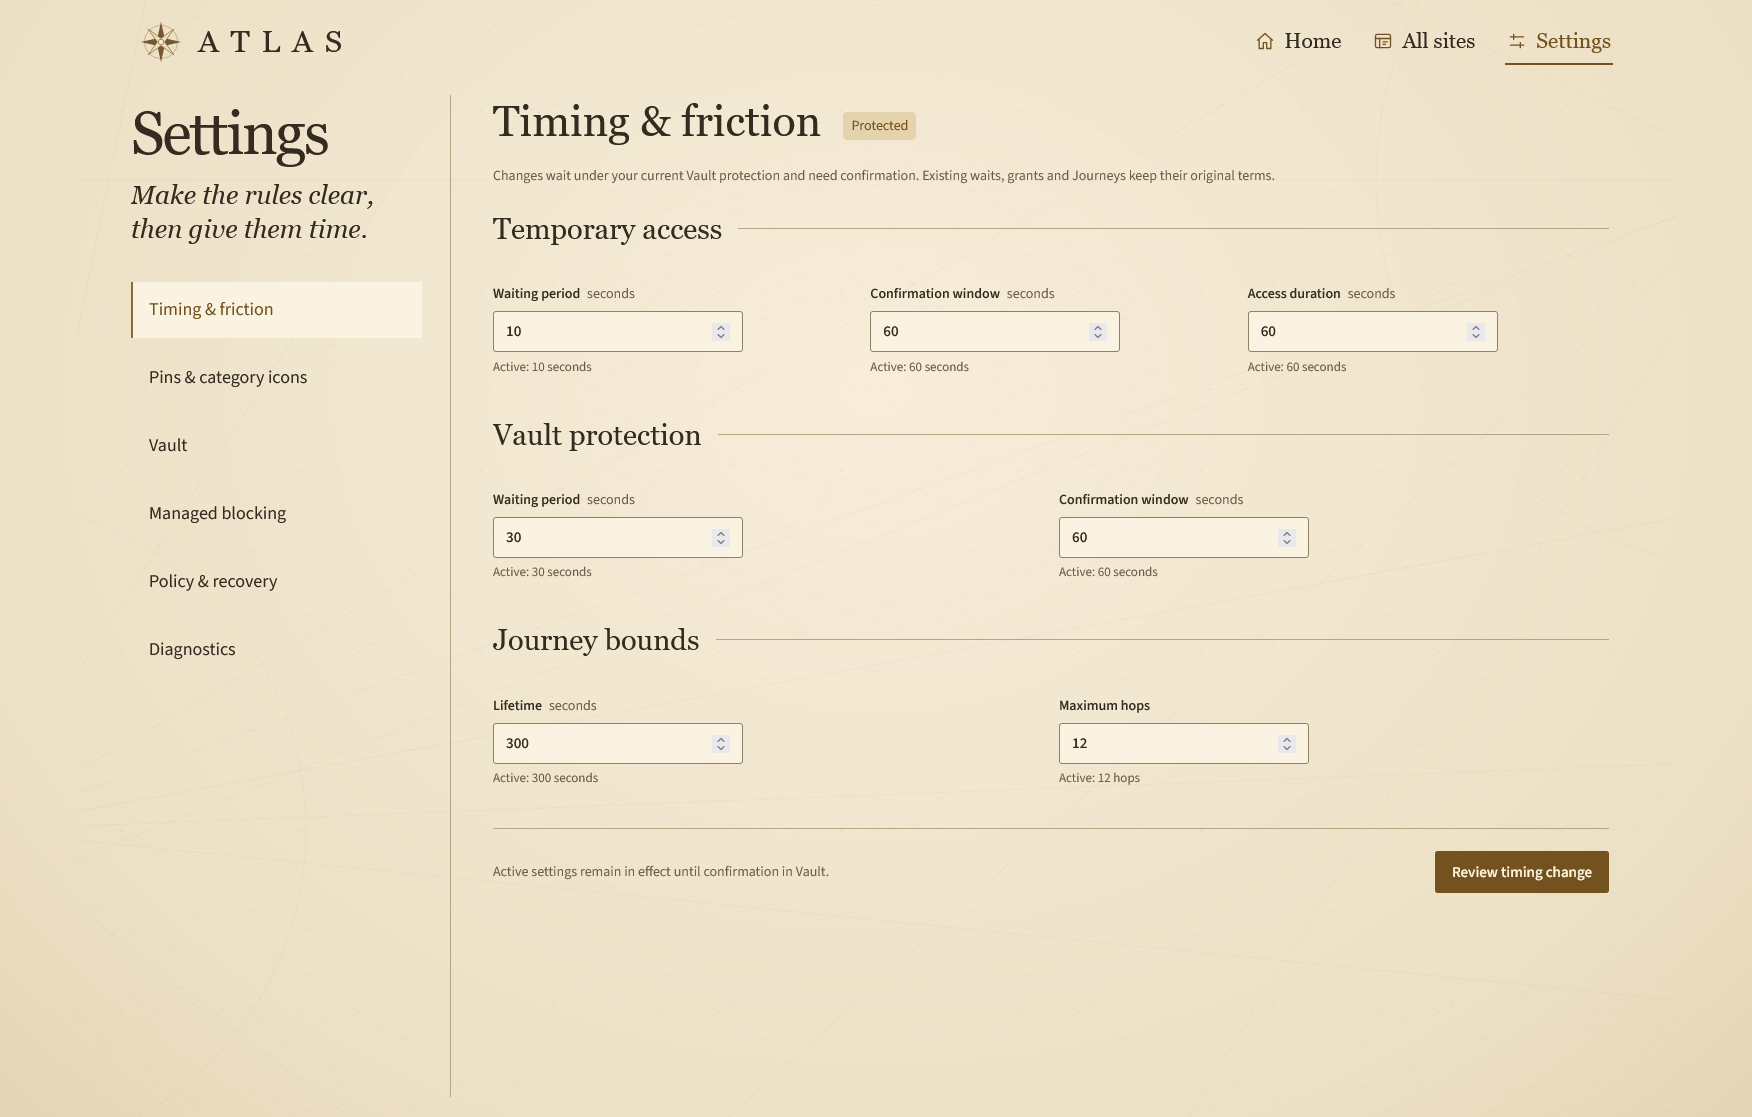 ATLAS
Home
All sites
Settings
Settings
Make the rules clear,
then give them time.
Timing & friction
Pins & category icons
Vault
Managed blocking
Policy & recovery
Diagnostics
Timing & friction
Protected
Changes wait under your current Vault protection and need confirmation. Existing waits, grants and Journeys keep their original terms.
Temporary access
Waiting period seconds
10
Active: 10 seconds
Confirmation window seconds
60
Active: 60 seconds
Access duration seconds
60
Active: 60 seconds
Vault protection
Waiting period seconds
30
Active: 30 seconds
Confirmation window seconds
60
Active: 60 seconds
Journey bounds
Lifetime seconds
300
Active: 300 seconds
Maximum hops
12
Active: 12 hops
Active settings remain in effect until confirmation in Vault.
Review timing change